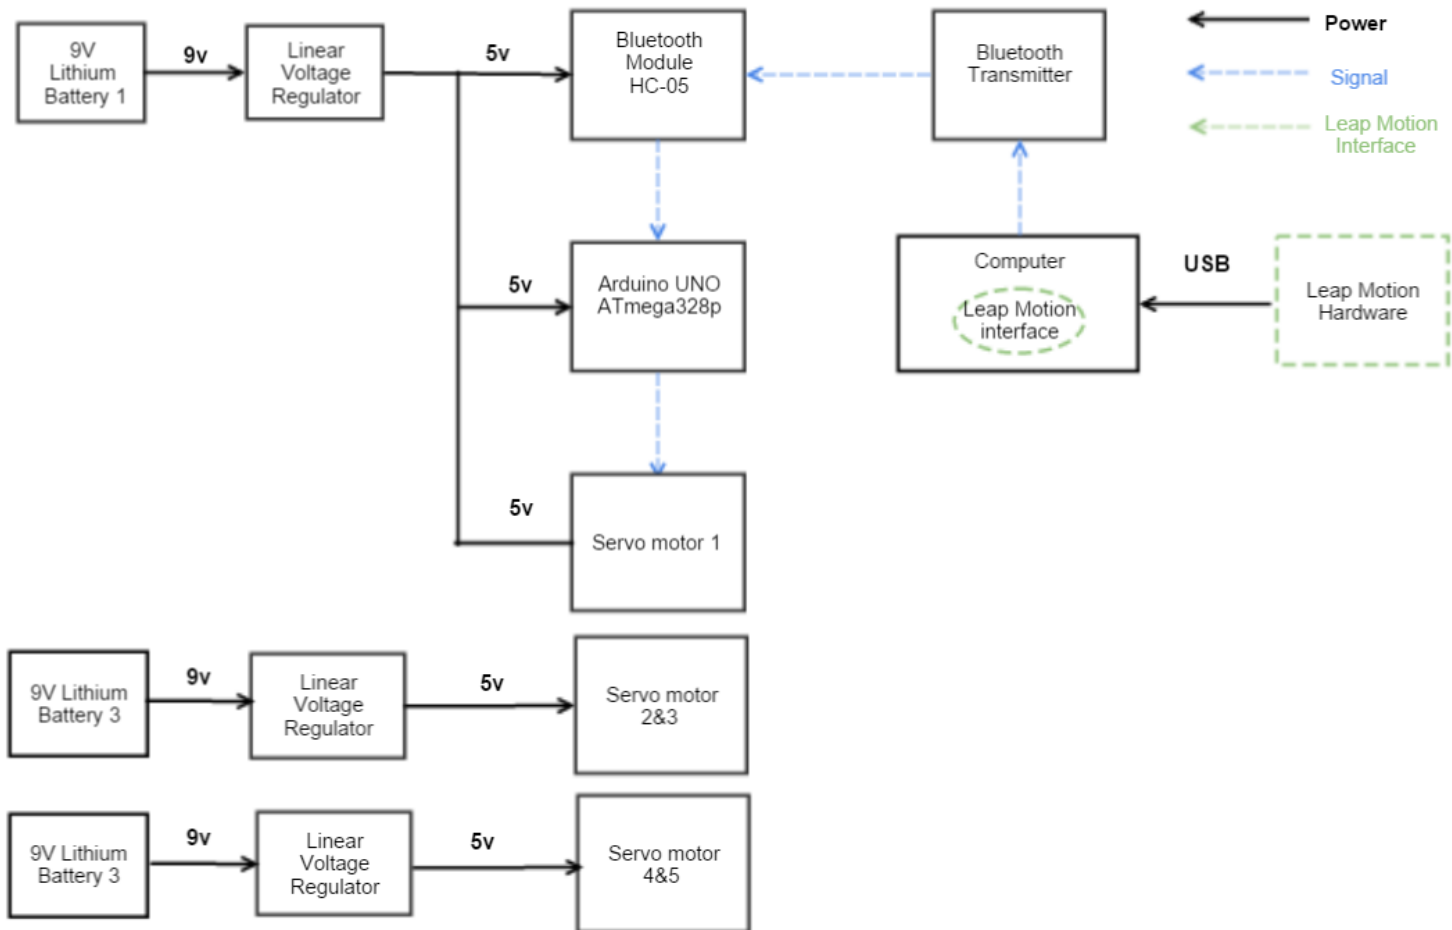 9V
Lithium
Battery 1
9v
Linear
Voltage
Regulator
5v
Bluetooth
Module
HC-05
Bluetooth
Transmitter
Power
Signal
Leap Motion
Interface
5v
Arduino UNO
ATmega328p
Computer
Leap Motion
interface
USB
Leap Motion
Hardware
5v
Servo motor 1
9V Lithium
Battery 3
9v
Linear
Voltage
Regulator
5v
Servo motor
2&3
9V Lithium
Battery 3
9v
Linear
Voltage
Regulator
5v
Servo motor
4&5